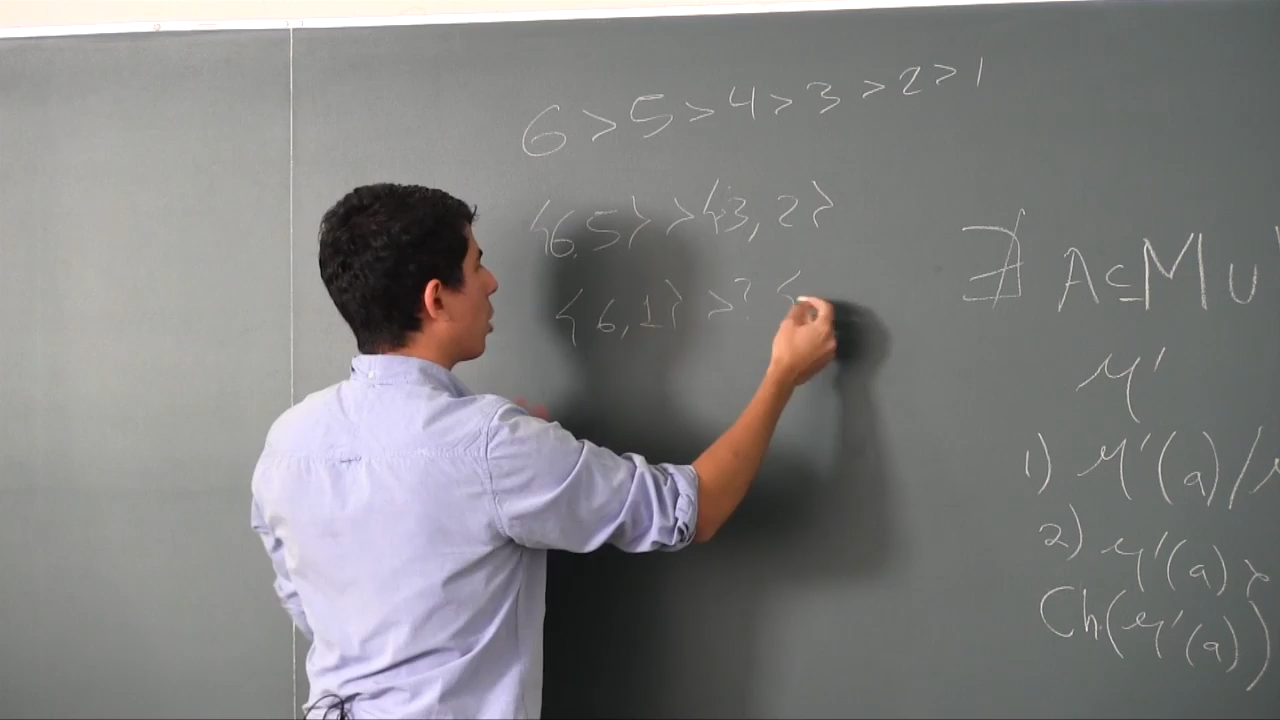 6 > 5 > 4 > 3 > 2 > 1
{6,5} > {3,2}
{6,1} >? {
∄ A ⊆ M ∪
μ'
1) μ'(a)/
2) μ'(a) ≥
Ch(μ'(a))